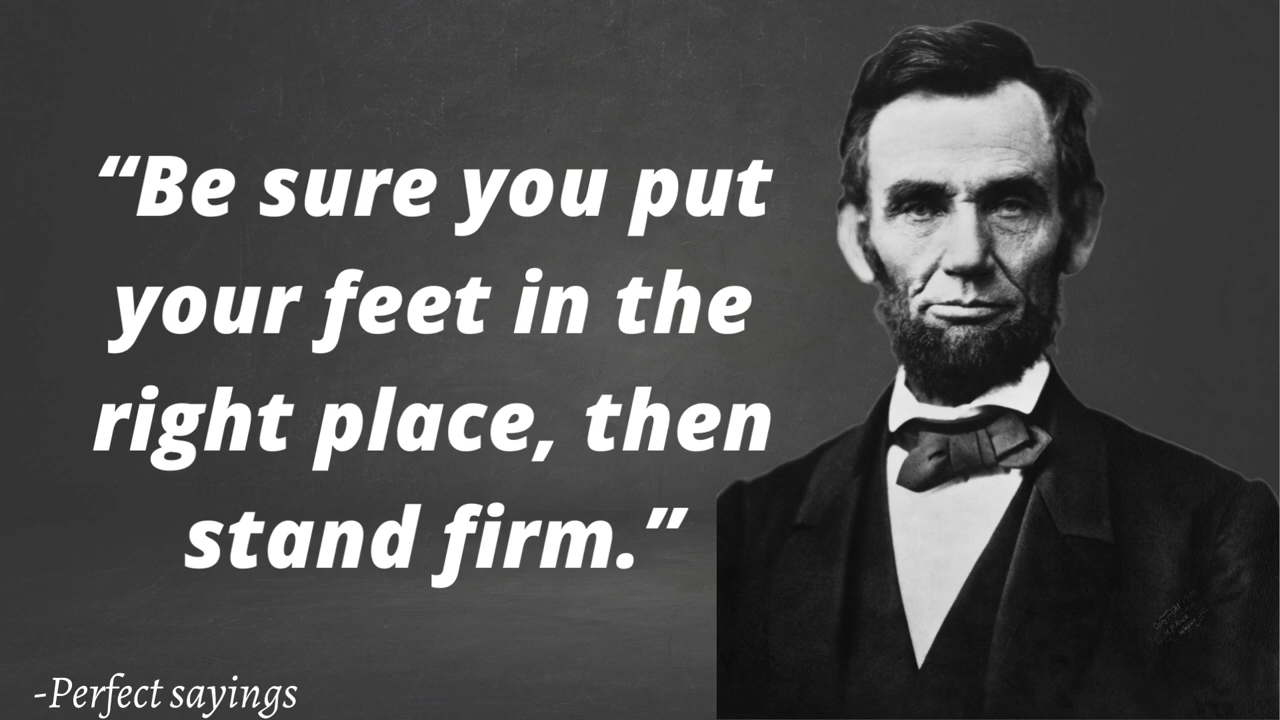 “Be sure you put
your feet in the
right place, then
stand firm.”
-Perfect sayings